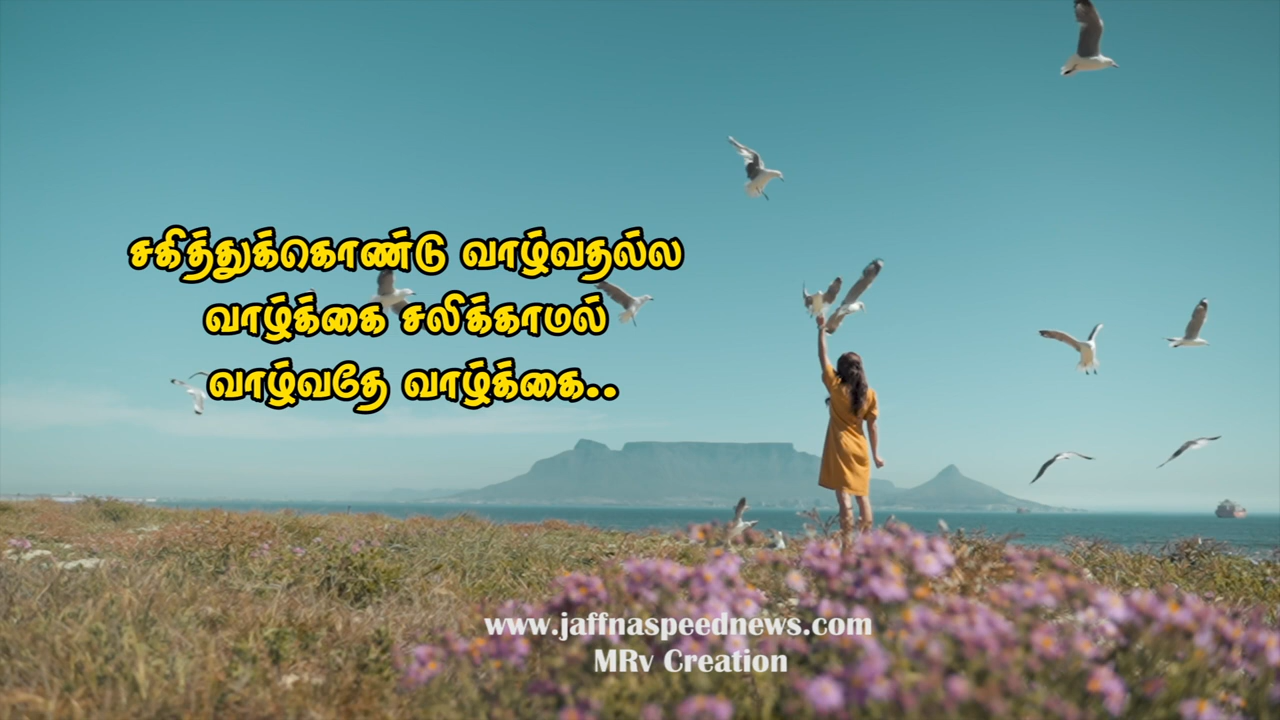 சகித்துக்கொண்டு வாழ்வதல்ல
வாழ்க்கை சலிக்காமல்
வாழ்வதே வாழ்க்கை..
www.jaffnaspeednews.com
MRv Creation